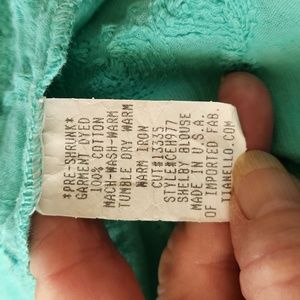 *PRE-SHRUNK*
GARMENT DYED
100% COTTON
MACH-WASH-WARM
TUMBLE DRY WARM
WARM IRON
CUT#13335
STYLE#CEH977
SHELBY BLOUSE
MADE IN U.S.A.
OF IMPORTED FAB.
TIANELLO.COM